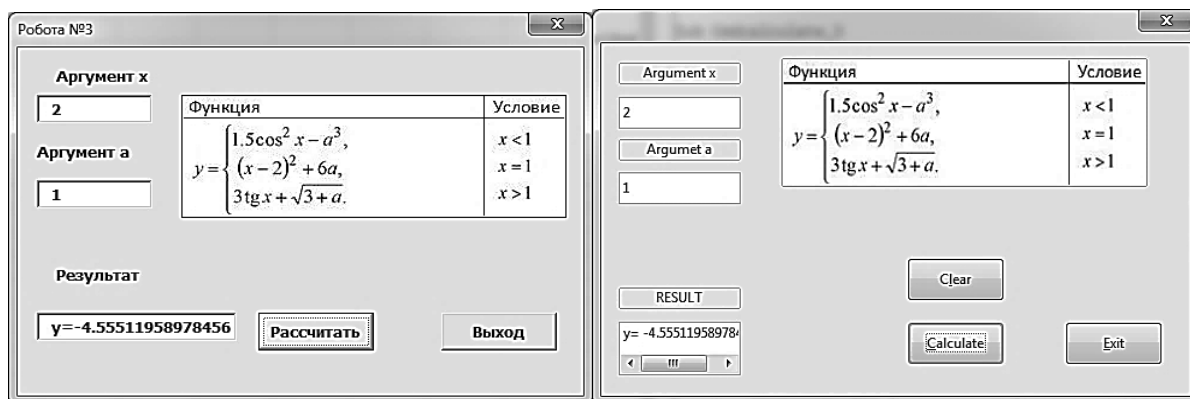 Робота №3
Аргумент x
2
Аргумент a
1
Функция Условие
y = { 1.5cos² x − a³, x < 1
(x − 2)² + 6a, x = 1
3tg x + √(3 + a). x > 1
Результат
y=-4.55511958978456
Рассчитать
Выход
Argument x
2
Argumet a
1
Функция Условие
y = { 1.5cos² x − a³, x < 1
(x − 2)² + 6a, x = 1
3tg x + √(3 + a). x > 1
Clear
RESULT
y= -4.555119589784
Calculate
Exit